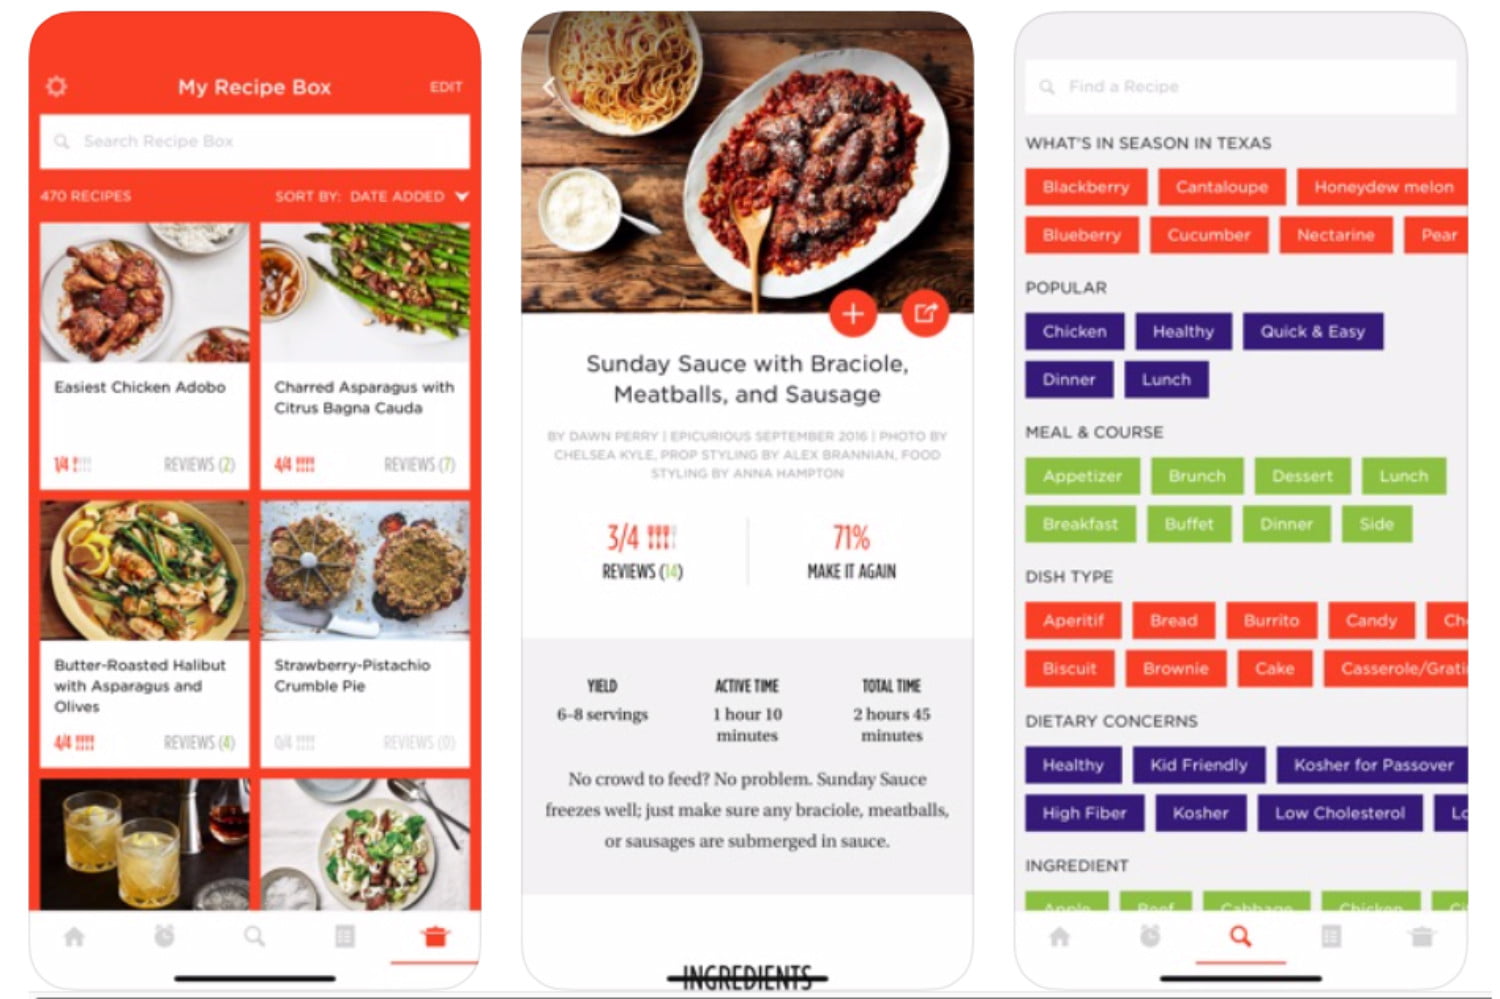 My Recipe Box
EDIT
Search Recipe Box
470 RECIPES
SORT BY: DATE ADDED
Easiest Chicken Adobo
1/4
REVIEWS (2)
Charred Asparagus with
Citrus Bagna Cauda
4/4
REVIEWS (7)
Butter-Roasted Halibut
with Asparagus and
Olives
4/4
REVIEWS (4)
Strawberry-Pistachio
Crumble Pie
0/4
REVIEWS (0)
Sunday Sauce with Braciole,
Meatballs, and Sausage
BY DAWN PERRY | EPICURIOUS SEPTEMBER 2016 | PHOTO BY
CHELSEA KYLE, PROP STYLING BY ALEX BRANNIAN, FOOD
STYLING BY ANNA HAMPTON
3/4
REVIEWS (14)
71%
MAKE IT AGAIN
YIELD
6–8 servings
ACTIVE TIME
1 hour 10
minutes
TOTAL TIME
2 hours 45
minutes
No crowd to feed? No problem. Sunday Sauce
freezes well; just make sure any braciole, meatballs,
or sausages are submerged in sauce.
INGREDIENTS
Find a Recipe
WHAT'S IN SEASON IN TEXAS
Blackberry Cantaloupe Honeydew melon
Blueberry Cucumber Nectarine Pear
POPULAR
Chicken Healthy Quick & Easy
Dinner Lunch
MEAL & COURSE
Appetizer Brunch Dessert Lunch
Breakfast Buffet Dinner Side
DISH TYPE
Aperitif Bread Burrito Candy Ch
Biscuit Brownie Cake Casserole/Grati
DIETARY CONCERNS
Healthy Kid Friendly Kosher for Passover
High Fiber Kosher Low Cholesterol Lo
INGREDIENT
Apple Beef Cabbage Chicken Ci